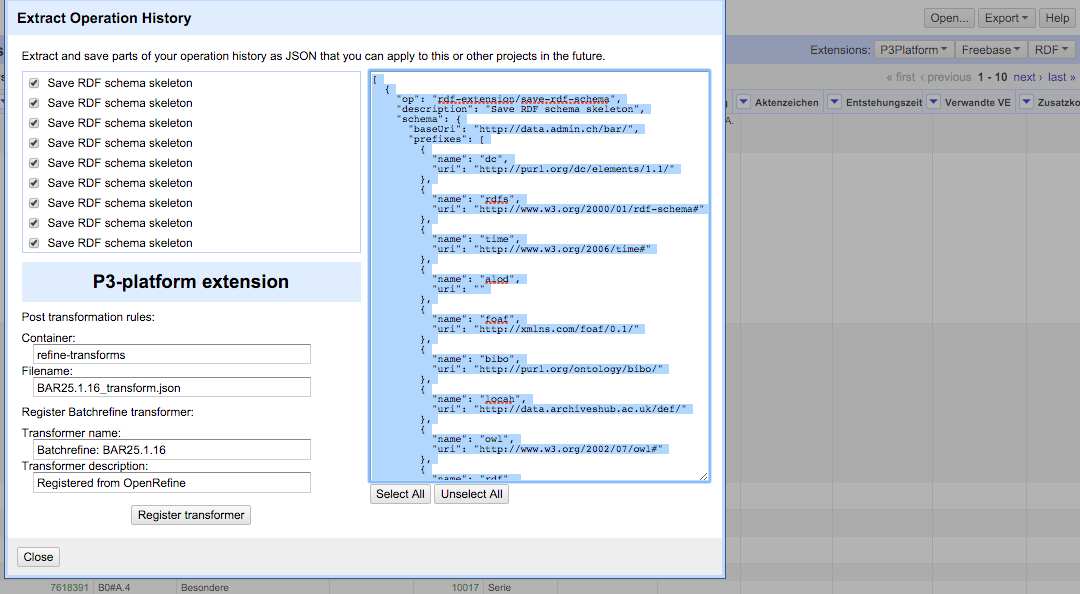 Extract Operation History
Open... Export Help
Extract and save parts of your operation history as JSON that you can apply to this or other projects in the future.
Extensions: P3Platform Freebase RDF
« first ‹ previous 1 - 10 next › last »
Aktenzeichen Entstehungszeit Verwandte VE Zusatzko
A.
Save RDF schema skeleton
Save RDF schema skeleton
Save RDF schema skeleton
Save RDF schema skeleton
Save RDF schema skeleton
Save RDF schema skeleton
Save RDF schema skeleton
Save RDF schema skeleton
Save RDF schema skeleton
P3-platform extension
Post transformation rules:
Container:
refine-transforms
Filename:
BAR25.1.16_transform.json
Register Batchrefine transformer:
Transformer name:
Batchrefine: BAR25.1.16
Transformer description:
Registered from OpenRefine
Register transformer
[
{
"op": "rdf-extension/save-rdf-schema",
"description": "Save RDF schema skeleton",
"schema": {
"baseUri": "http://data.admin.ch/bar/",
"prefixes": [
{
"name": "dc",
"uri": "http://purl.org/dc/elements/1.1/"
},
{
"name": "rdfs",
"uri": "http://www.w3.org/2000/01/rdf-schema#"
},
{
"name": "time",
"uri": "http://www.w3.org/2006/time#"
},
{
"name": "alod",
"uri": ""
},
{
"name": "foaf",
"uri": "http://xmlns.com/foaf/0.1/"
},
{
"name": "bibo",
"uri": "http://purl.org/ontology/bibo/"
},
{
"name": "locah",
"uri": "http://data.archiveshub.ac.uk/def/"
},
{
"name": "owl",
"uri": "http://www.w3.org/2002/07/owl#"
},
{
"name": "rdf"
Select All Unselect All
Close
7618391 B0#A.4 Besondere 10017 Serie